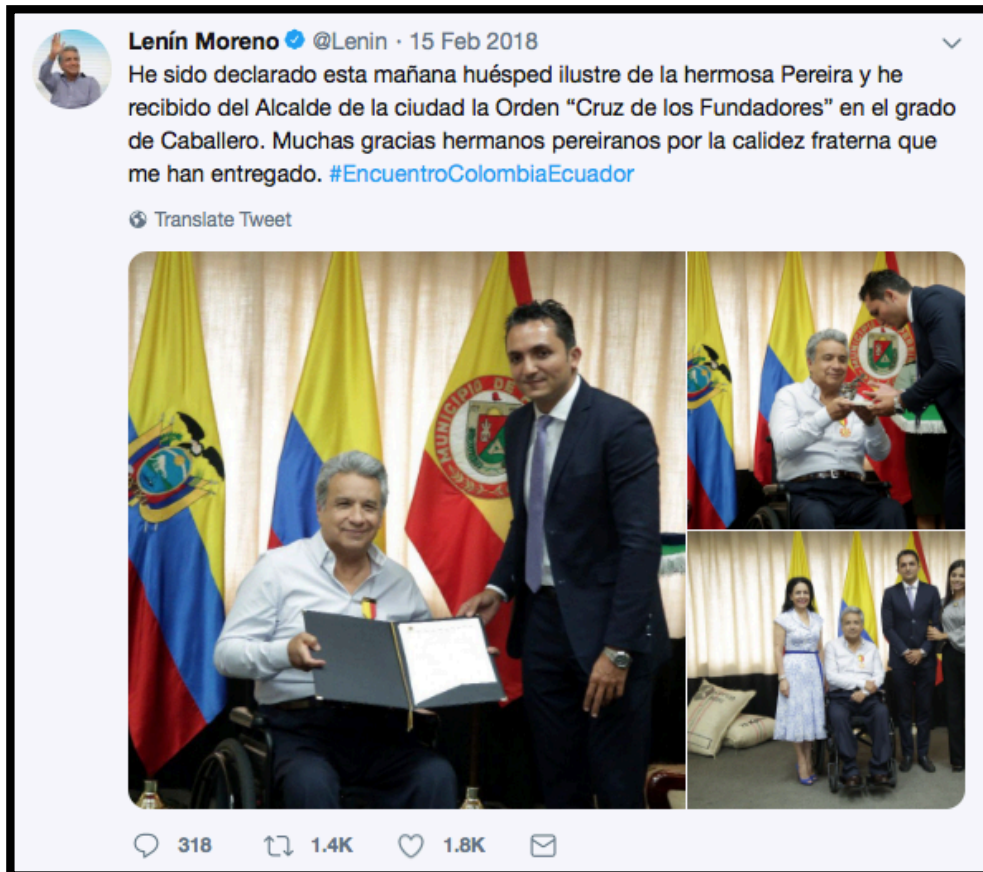 Lenín Moreno @Lenin · 15 Feb 2018
He sido declarado esta mañana huésped ilustre de la hermosa Pereira y he
recibido del Alcalde de la ciudad la Orden “Cruz de los Fundadores” en el grado
de Caballero. Muchas gracias hermanos pereiranos por la calidez fraterna que
me han entregado. #EncuentroColombiaEcuador
Translate Tweet
MUNICIPIO DE
318 1.4K 1.8K